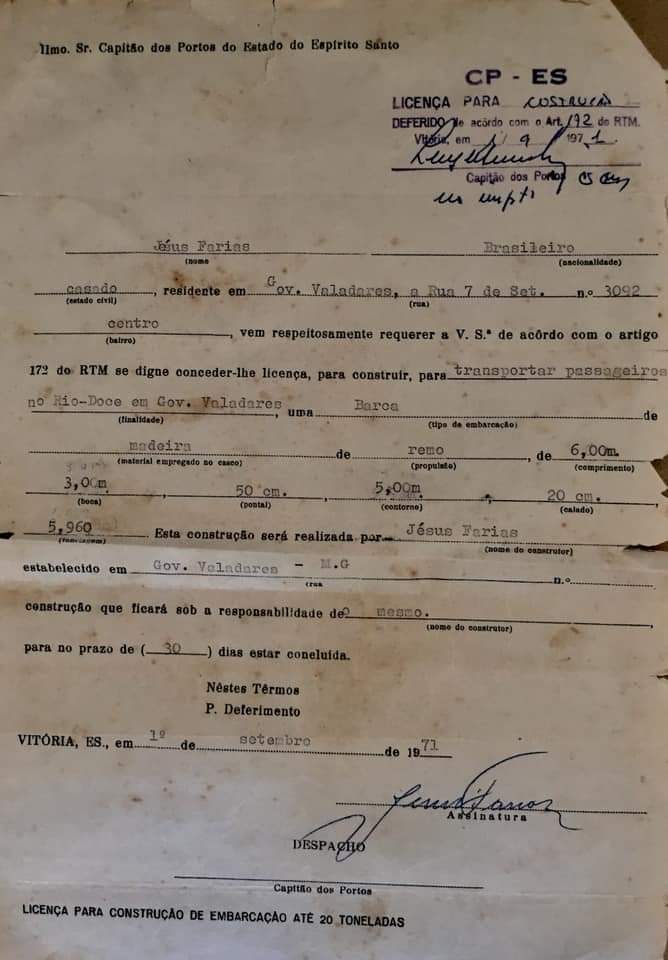 Ilmo. Sr. Capitão dos Portos do Estado do Espírito Santo
CP - ES
LICENÇA PARA
DEFERIDO de acôrdo com o Art. 172 do RTM.
Vitória, em 1 9 1971
Capitão dos Portos
Jésus Farias Brasileiro
(nome) (nacionalidade)
casado, residente em Gov. Valadares, a Rua 7 de Set. n.o 3092
(estado civil) (rua)
centro, vem respeitosamente requerer a V. S.ª de acôrdo com o artigo
(bairro)
172 do RTM se digne conceder-lhe licença, para construir, para transportar passageiros
no Rio-Doce em Gov. Valadares, uma Barca de
(finalidade) (tipo de embarcação)
madeira de remo, de 6,00m.
(material empregado no casco) (propulsão) (comprimento)
3,00m, 50 cm., 5,00m, 20 cm.
(boca) (pontal) (contorno) (calado)
5,960. Esta construção será realizada por Jésus Farias
(nome do construtor)
estabelecido em Gov. Valadares - M.G n.o
(rua
construção que ficará sob a responsabilidade do mesmo.
(nome do construtor)
para no prazo de (30) dias estar concluída.
Nêstes Têrmos
P. Deferimento
VITÓRIA, ES., em 1º de setembro de 1971
Assinatura
DESPACHO
Capitão dos Portos
LICENÇA PARA CONSTRUÇÃO DE EMBARCAÇÃO ATÉ 20 TONELADAS